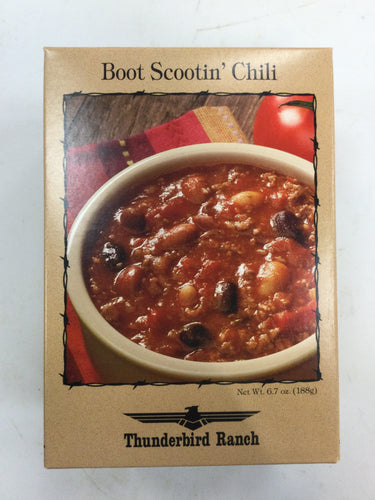 Boot Scootin' Chili
Net Wt. 6.7 oz. (188g)
Thunderbird Ranch